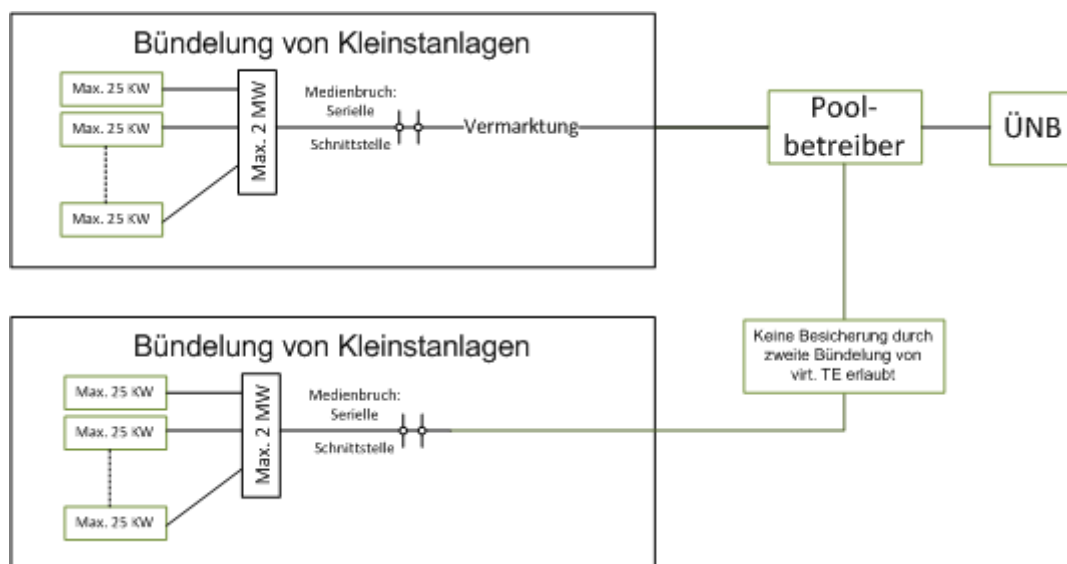 Bündelung von Kleinstanlagen
Max. 25 KW
Max. 25 KW
Max. 25 KW
Max. 2 MW
Medienbruch:
Serielle
Schnittstelle
Vermarktung
Pool-
betreiber
ÜNB
Keine Besicherung durch
zweite Bündelung von
virt. TE erlaubt
Bündelung von Kleinstanlagen
Max. 25 KW
Max. 25 KW
Max. 25 KW
Max. 2 MW
Medienbruch:
Serielle
Schnittstelle